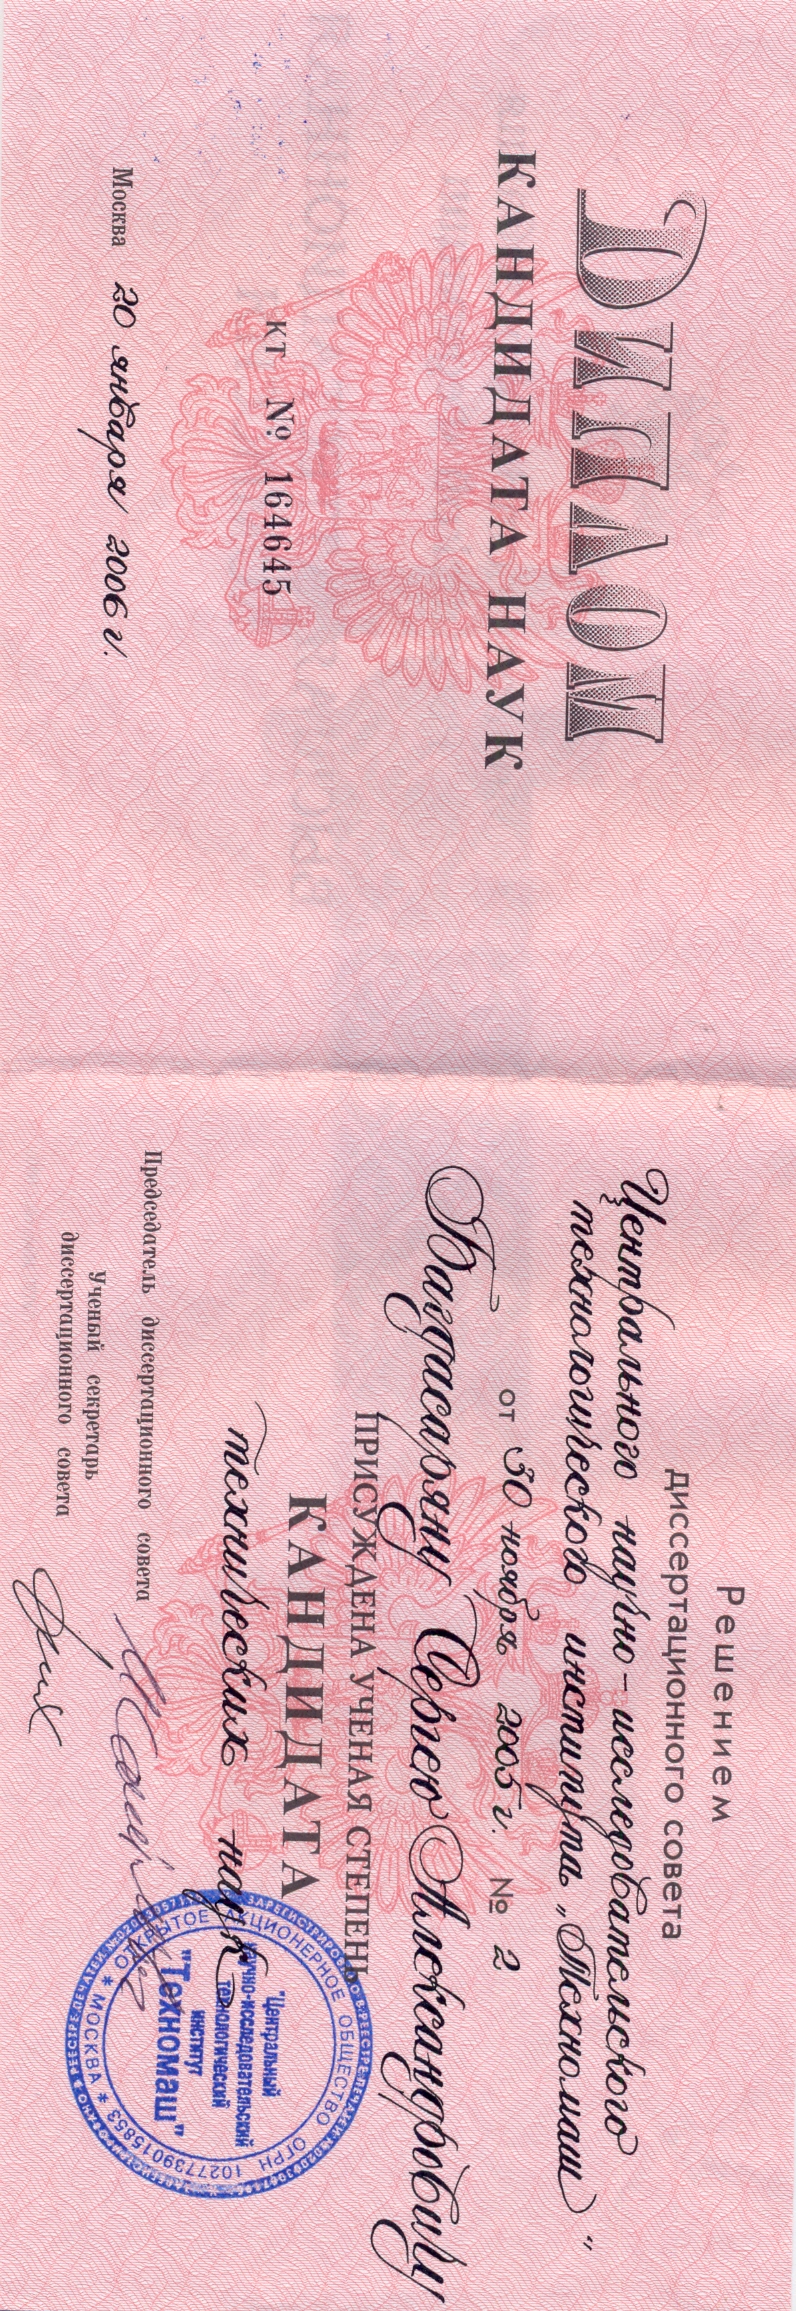 ДИПЛОМ
КАНДИДАТА НАУК
КТ № 164645
Москва 20 января 2006 г.
Решением
диссертационного совета
Центрального научно-исследовательского
технологического института „Техномаш"
от 30 ноября 2005 г. № 2
Багдасаряну Сергею Александровичу
ПРИСУЖДЕНА УЧЕНАЯ СТЕПЕНЬ
КАНДИДАТА
технических наук
Председатель диссертационного совета
Ученый секретарь
диссертационного совета
ОТКРЫТОЕ АКЦИОНЕРНОЕ ОБЩЕСТВО ОГРН 1027739015853 * МОСКВА *
"Центральный
научно-исследовательский
технологический
институт
"Техномаш"